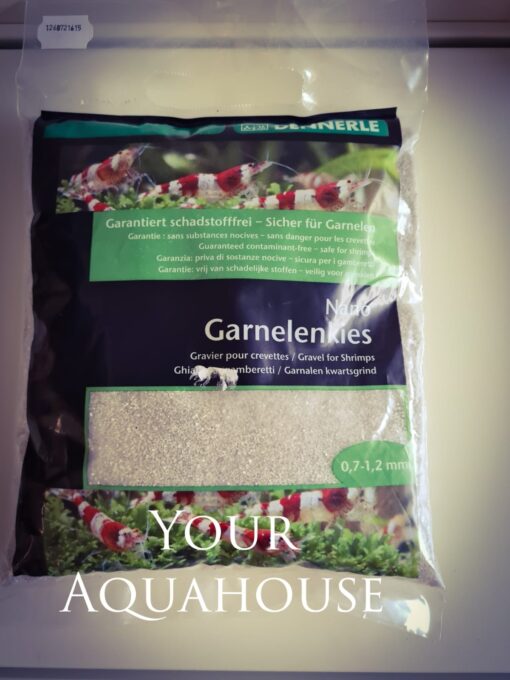 1260721615
DENNERLE
Garantiert schadstofffrei – Sicher für Garnelen
Garantie : sans substances nocives – sans danger pour les crevettes
Guaranteed contaminant-free – safe for shrimps
Garanzia: priva di sostanze nocive – sicura per i gamberetti
Garantie: vrij van schadelijke stoffen – veilig voor
Nano
Garnelenkies
Gravier pour crevettes / Gravel for Shrimps
gamberetti / Garnalen kwartsgrind
0,7-1,2 mm
YOUR
AQUAHOUSE